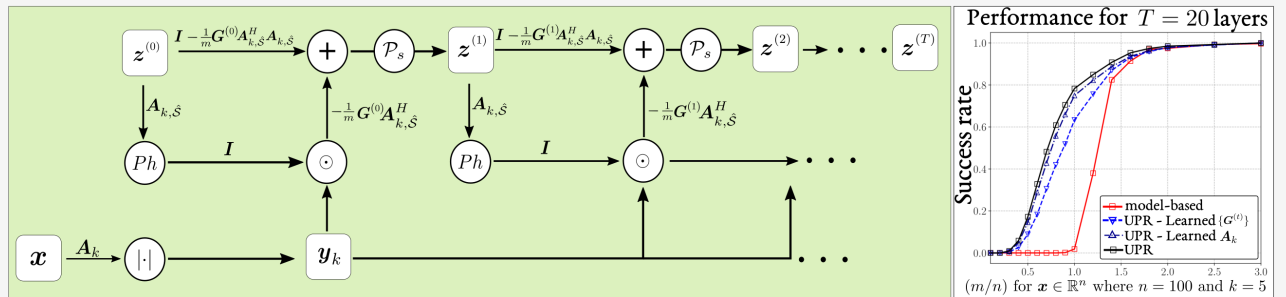 z^(0)
I - 1/m G^(0) A^H_{k,Ŝ} A_{k,Ŝ}
+
P_s
z^(1)
I - 1/m G^(1) A^H_{k,Ŝ} A_{k,Ŝ}
+
P_s
z^(2)
• • •
z^(T)
A_{k,Ŝ}
-1/m G^(0) A^H_{k,Ŝ}
A_{k,Ŝ}
-1/m G^(1) A^H_{k,Ŝ}
Ph
I
⊙
Ph
I
⊙
• • •
x
A_k
|·|
y_k
• • •
Performance for T = 20 layers
Success rate
1.0
0.8
0.6
0.4
0.2
0.0
model-based
UPR - Learned {G^(t)}
UPR - Learned A_k
UPR
0.5 1.0 1.5 2.0 2.5 3.0
(m/n) for x ∈ ℝ^n where n = 100 and k = 5